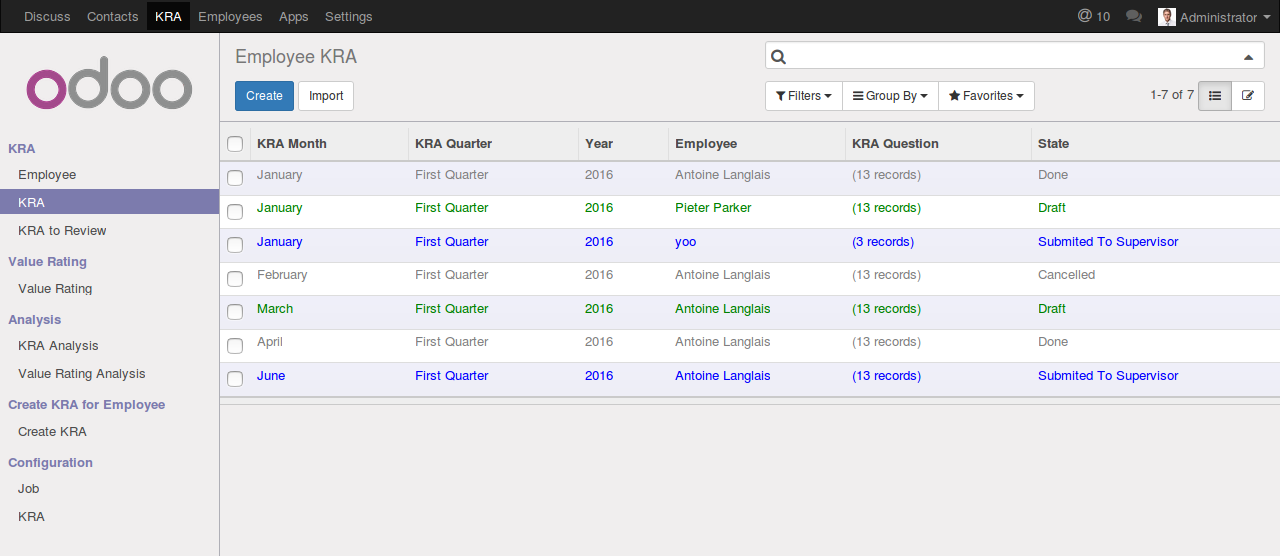 Discuss Contacts KRA Employees Apps Settings @ 10 Administrator
odoo
Employee KRA
Create Import Filters Group By Favorites 1-7 of 7
KRA
Employee
KRA
KRA to Review
Value Rating
Value Rating
Analysis
KRA Analysis
Value Rating Analysis
Create KRA for Employee
Create KRA
Configuration
Job
KRA
KRA Month KRA Quarter Year Employee KRA Question State
January First Quarter 2016 Antoine Langlais (13 records) Done
January First Quarter 2016 Pieter Parker (13 records) Draft
January First Quarter 2016 yoo (3 records) Submited To Supervisor
February First Quarter 2016 Antoine Langlais (13 records) Cancelled
March First Quarter 2016 Antoine Langlais (13 records) Draft
April First Quarter 2016 Antoine Langlais (13 records) Done
June First Quarter 2016 Antoine Langlais (13 records) Submited To Supervisor